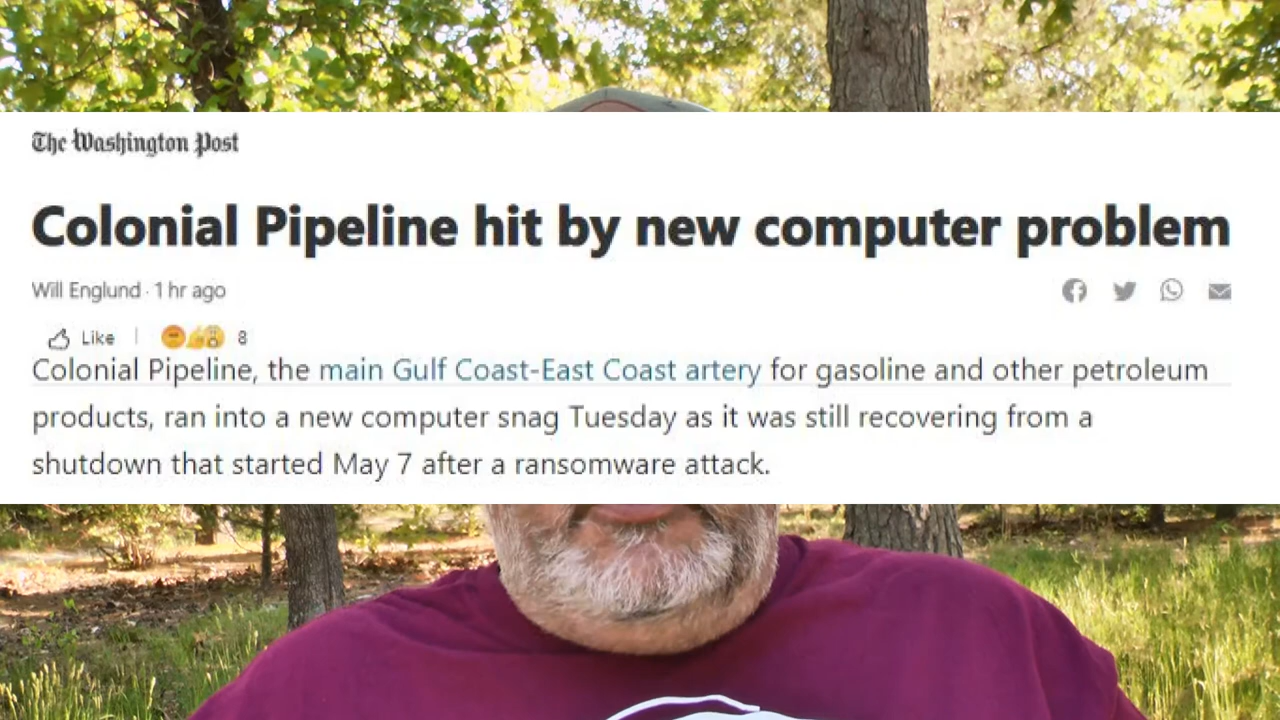 The Washington Post
Colonial Pipeline hit by new computer problem
Will Englund · 1 hr ago
Like | 8
Colonial Pipeline, the main Gulf Coast-East Coast artery for gasoline and other petroleum
products, ran into a new computer snag Tuesday as it was still recovering from a
shutdown that started May 7 after a ransomware attack.